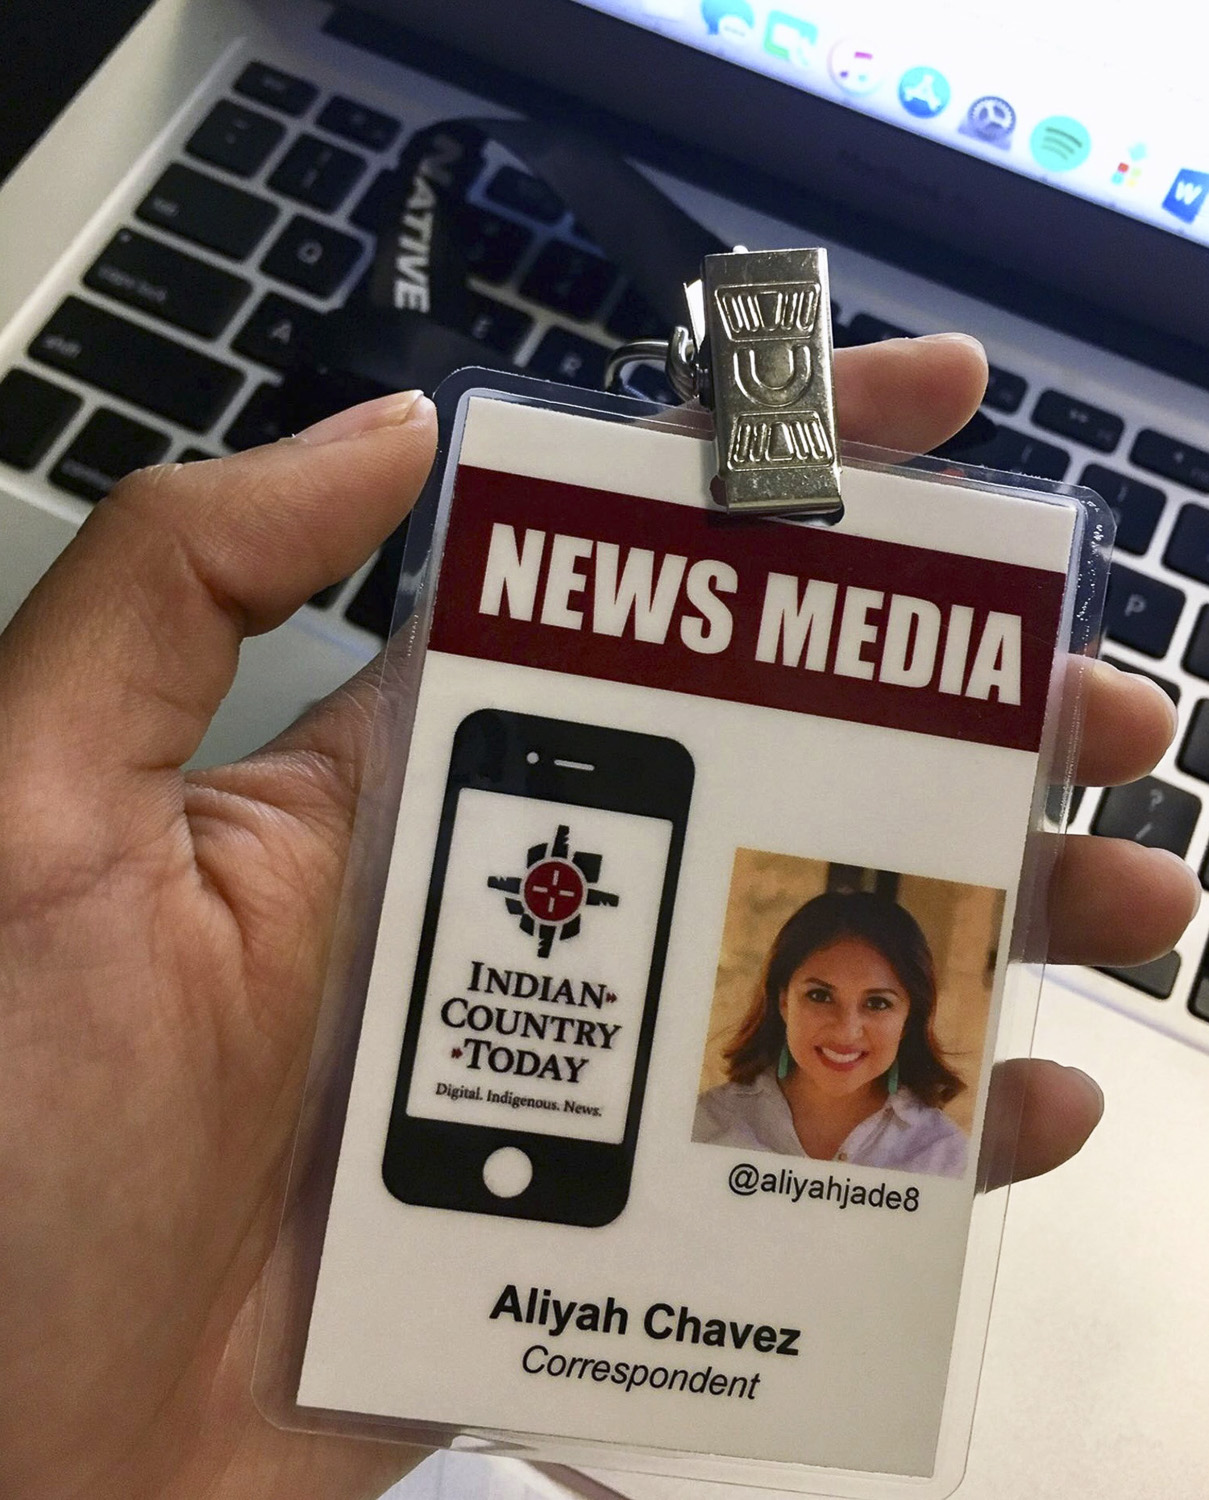 NATIVE
Q
A
E
R
P
?
/
W
NEWS MEDIA
INDIAN
COUNTRY
TODAY
Digital. Indigenous. News.
@aliyahjade8
Aliyah Chavez
Correspondent